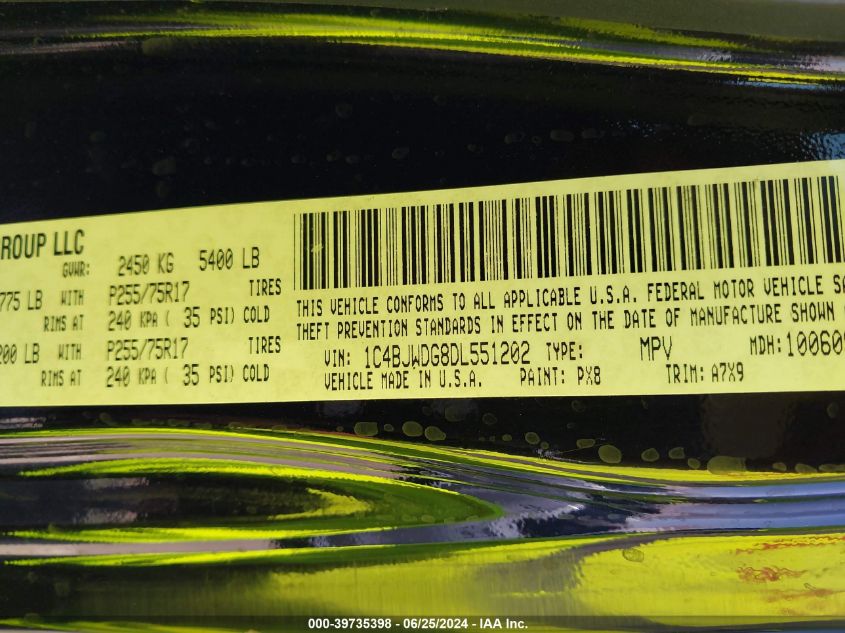 ROUP LLC
GVWR: 2450 KG 5400 LB
775 LB WITH P255/75R17 TIRES
RIMS AT 240 KPA ( 35 PSI) COLD
200 LB WITH P255/75R17 TIRES
RIMS AT 240 KPA ( 35 PSI) COLD
THIS VEHICLE CONFORMS TO ALL APPLICABLE U.S.A. FEDERAL MOTOR VEHICLE SA
THEFT PREVENTION STANDARDS IN EFFECT ON THE DATE OF MANUFACTURE SHOWN
VIN: 1C4BJWDG8DL551202 TYPE: MPV MDH: 100609
VEHICLE MADE IN U.S.A. PAINT: PX8 TRIM: A7X9
000-39735398 - 06/25/2024 - IAA Inc.